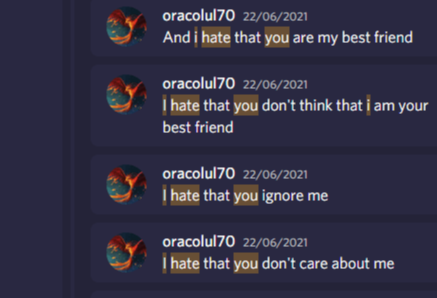 oracolul70 22/06/2021
And i hate that you are my best friend
oracolul70 22/06/2021
I hate that you don't think that i am your
best friend
oracolul70 22/06/2021
I hate that you ignore me
oracolul70 22/06/2021
I hate that you don't care about me